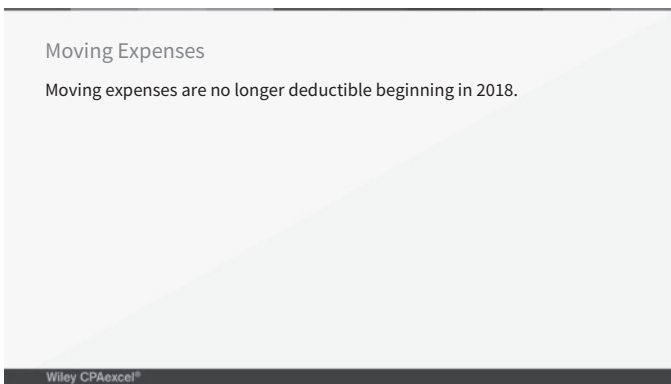 Moving Expenses
Moving expenses are no longer deductible beginning in 2018.
Wiley CPAexcel®